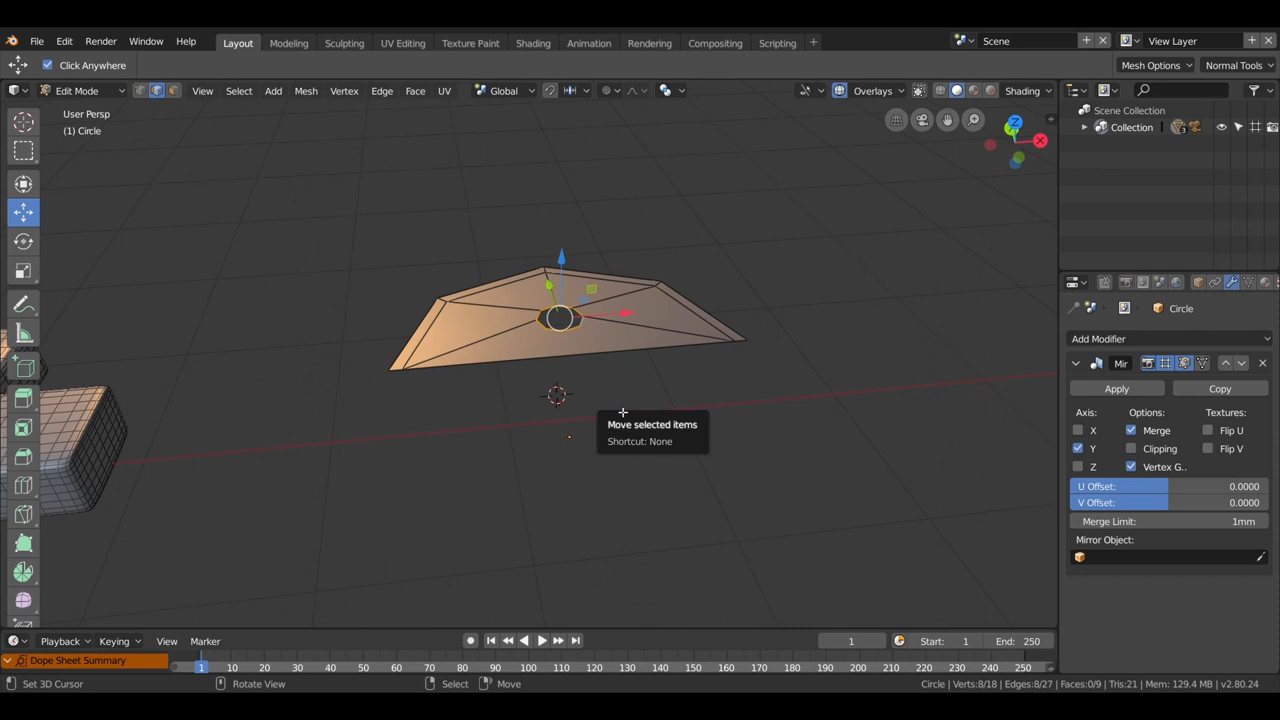 File Edit Render Window Help Layout Modeling Sculpting UV Editing Texture Paint Shading Animation Rendering Compositing Scripting + Scene View Layer
Click Anywhere Mesh Options Normal Tools
Edit Mode View Select Add Mesh Vertex Edge Face UV Global Overlays Shading
User Persp
(1) Circle
Z
X
Y
Scene Collection
Collection 3
Circle
Add Modifier
Mir
Apply Copy
Axis: Options: Textures:
X Merge Flip U
Y Clipping Flip V
Z Vertex G..
U Offset: 0.0000
V Offset: 0.0000
Merge Limit: 1mm
Mirror Object:
Move selected items
Shortcut: None
Playback Keying View Marker 1 Start: 1 End: 250
Dope Sheet Summary 1 10 20 30 40 50 60 70 80 90 100 110 120 130 140 150 160 170 180 190 200 210 220 230 240 250
Set 3D Cursor Rotate View Select Move Circle | Verts:8/18 | Edges:8/27 | Faces:0/9 | Tris:21 | Mem: 129.4 MB | v2.80.24